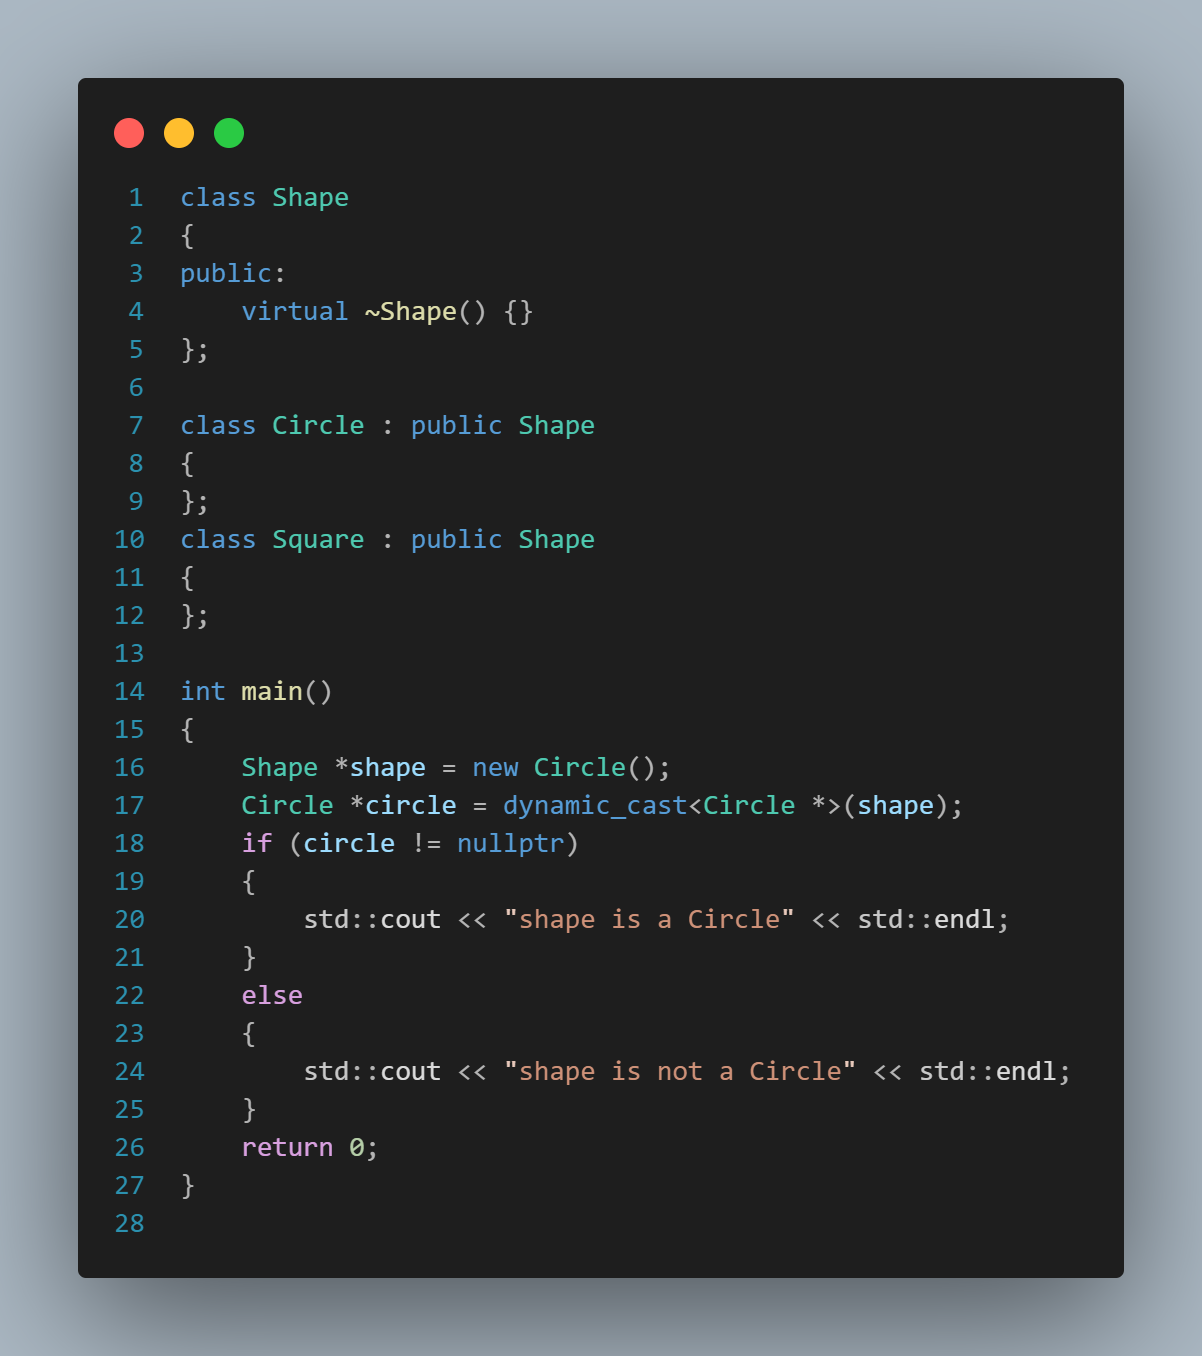 1 class Shape
2 {
3 public:
4     virtual ~Shape() {}
5 };
6
7 class Circle : public Shape
8 {
9 };
10 class Square : public Shape
11 {
12 };
13
14 int main()
15 {
16     Shape *shape = new Circle();
17     Circle *circle = dynamic_cast<Circle *>(shape);
18     if (circle != nullptr)
19     {
20         std::cout << "shape is a Circle" << std::endl;
21     }
22     else
23     {
24         std::cout << "shape is not a Circle" << std::endl;
25     }
26     return 0;
27 }
28